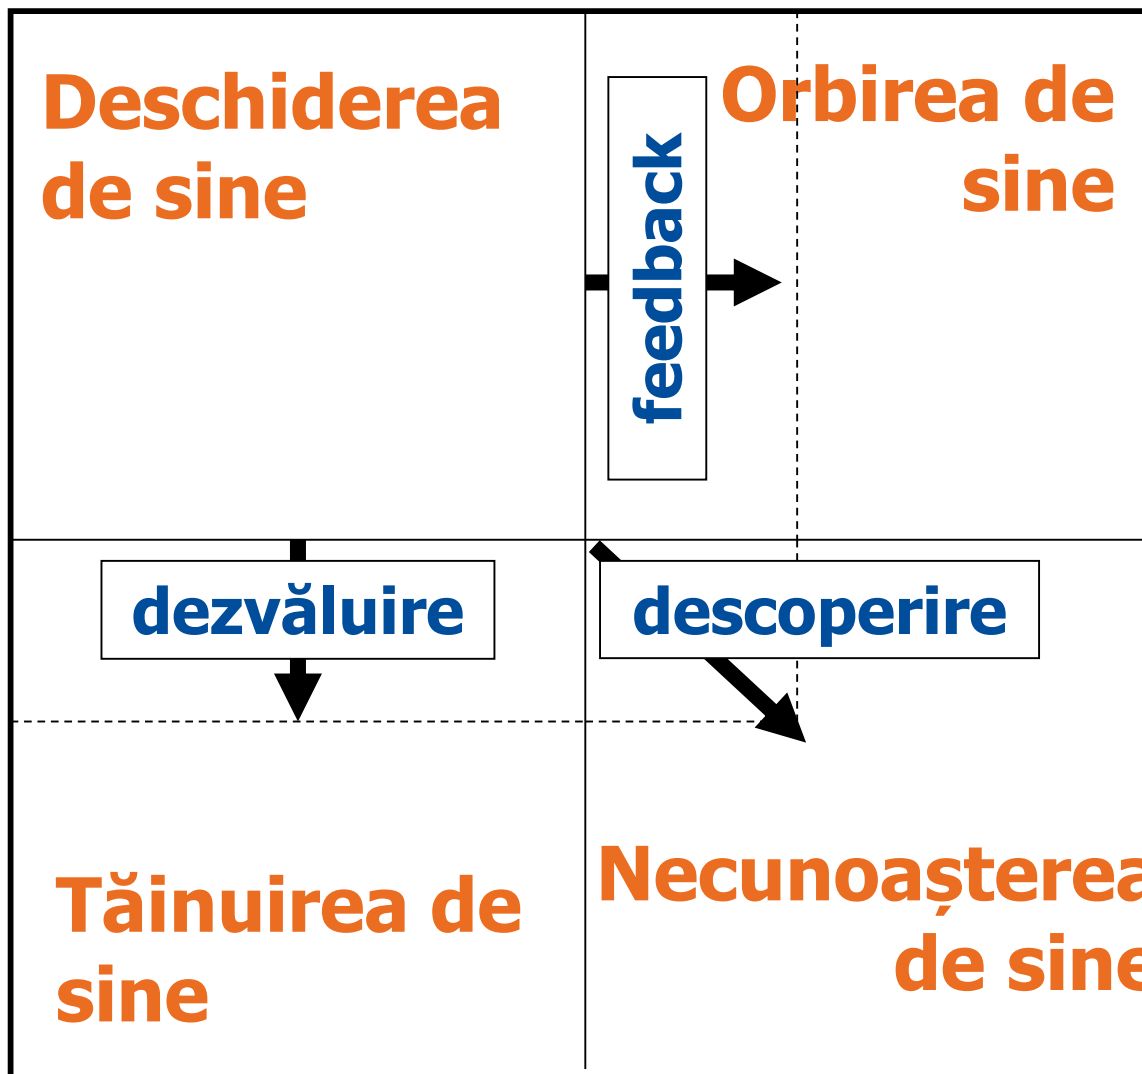 Deschiderea
de sine
feedback
Orbirea de
sine
dezvăluire
descoperire
Tăinuirea de
sine
Necunoașterea
de sine